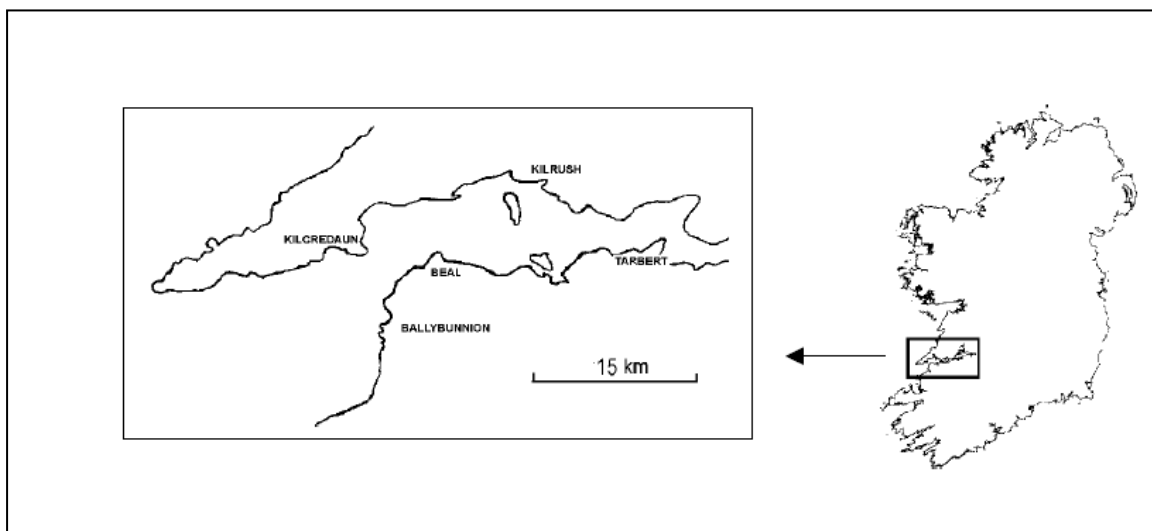 KILRUSH
KILCREDAUN
BEAL
TARBERT
BALLYBUNNION
15 km